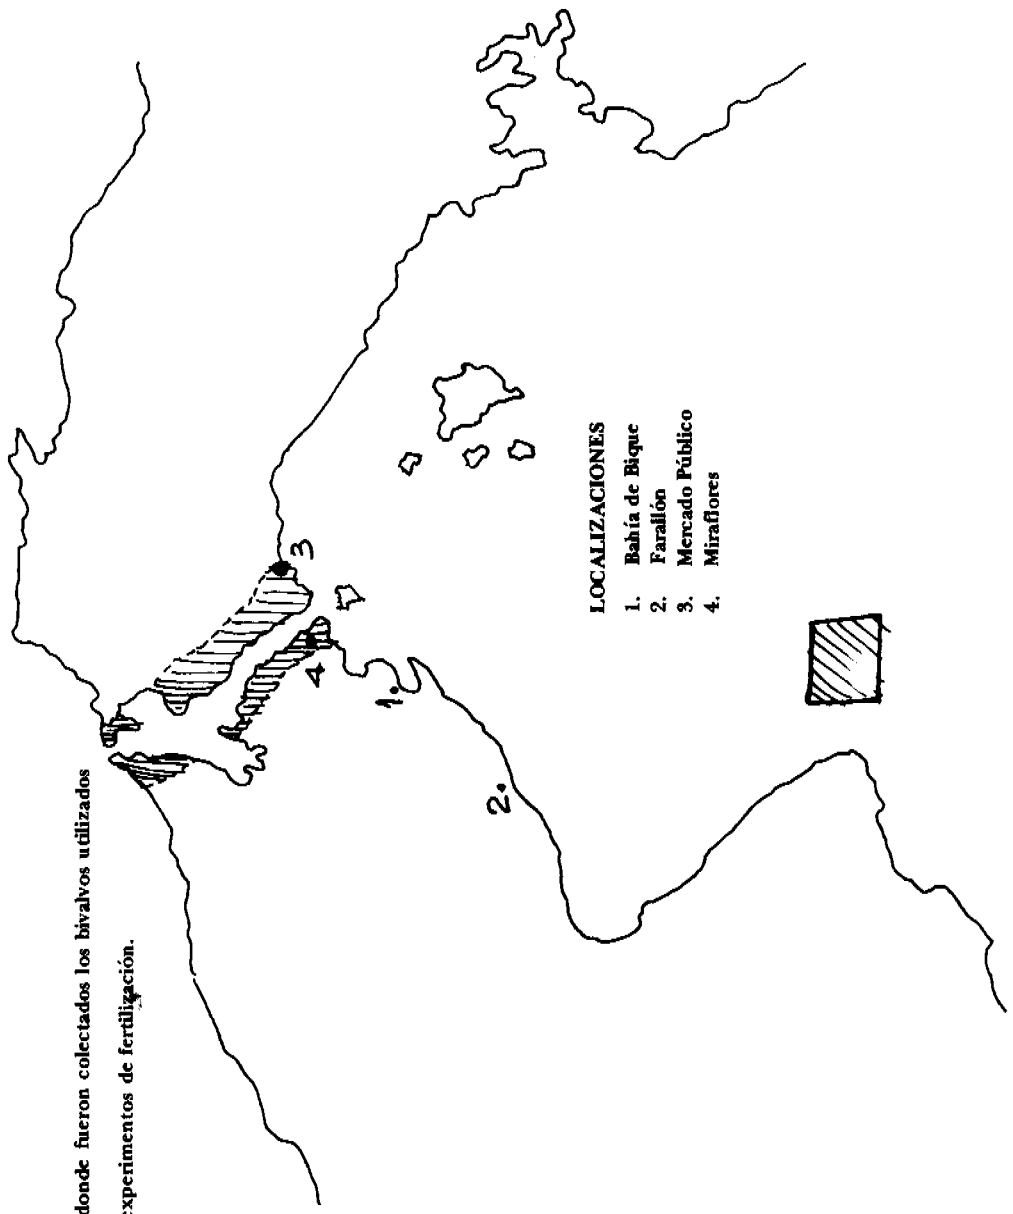 donde fueron colectados los bivalvos utilizados
experimentos de fertilización.
3
4
1.
2.
LOCALIZACIONES
1. Bahía de Bique
2. Farallón
3. Mercado Público
4. Miraflores